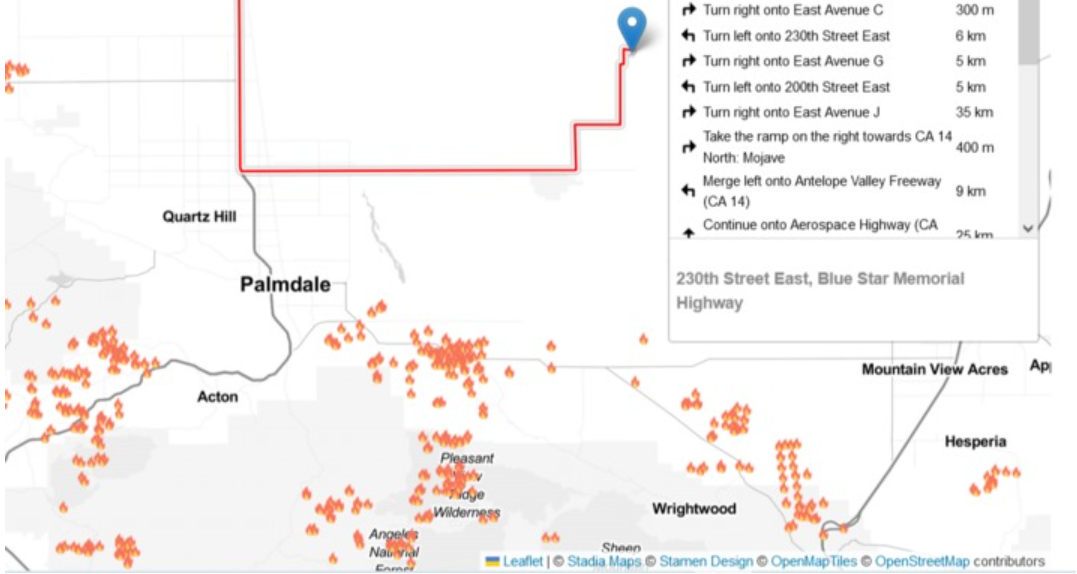 Turn right onto East Avenue C 300 m
Turn left onto 230th Street East 6 km
Turn right onto East Avenue G 5 km
Turn left onto 200th Street East 5 km
Turn right onto East Avenue J 35 km
Take the ramp on the right towards CA 14
North: Mojave 400 m
Merge left onto Antelope Valley Freeway
(CA 14) 9 km
Continue onto Aerospace Highway (CA
25 km
230th Street East, Blue Star Memorial
Highway
Quartz Hill
Palmdale
Mountain View Acres
Ap
Acton
Hesperia
Pleasant
Ridge
Wilderness
Wrightwood
Angeles
National
Forest
Sheep
Leaflet | © Stadia Maps © Stamen Design © OpenMapTiles © OpenStreetMap contributors